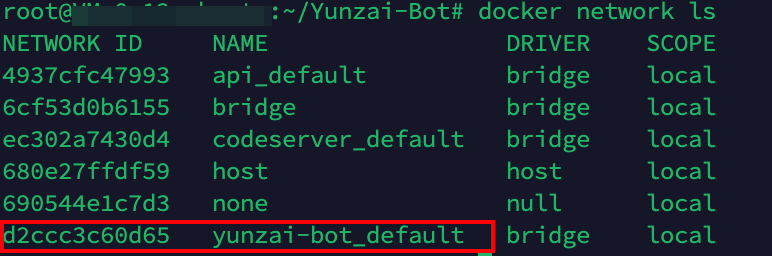 root@ :~/Yunzai-Bot# docker network ls
NETWORK ID NAME DRIVER SCOPE
4937cfc47993 api_default bridge local
6cf53d0b6155 bridge bridge local
ec302a7430d4 codeserver_default bridge local
680e27ffdf59 host host local
690544e1c7d3 none null local
d2ccc3c60d65 yunzai-bot_default bridge local